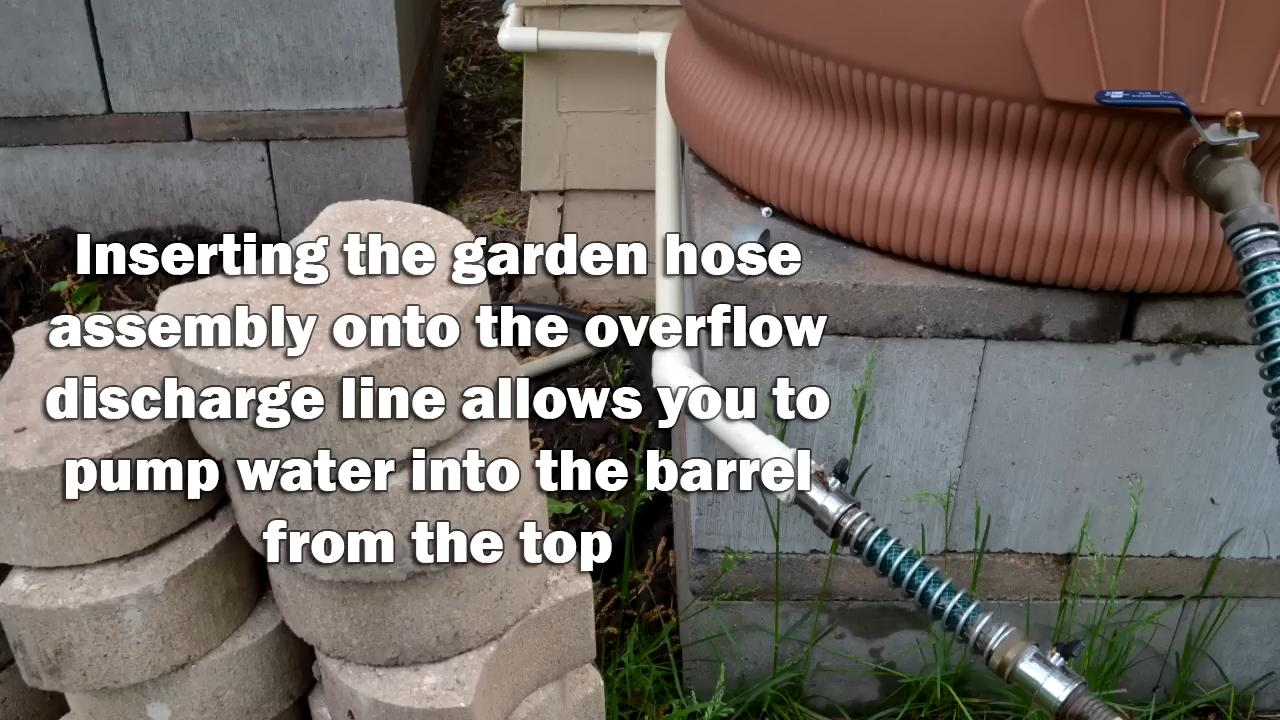 Inserting the garden hose
assembly onto the overflow
discharge line allows you to
pump water into the barrel
from the top